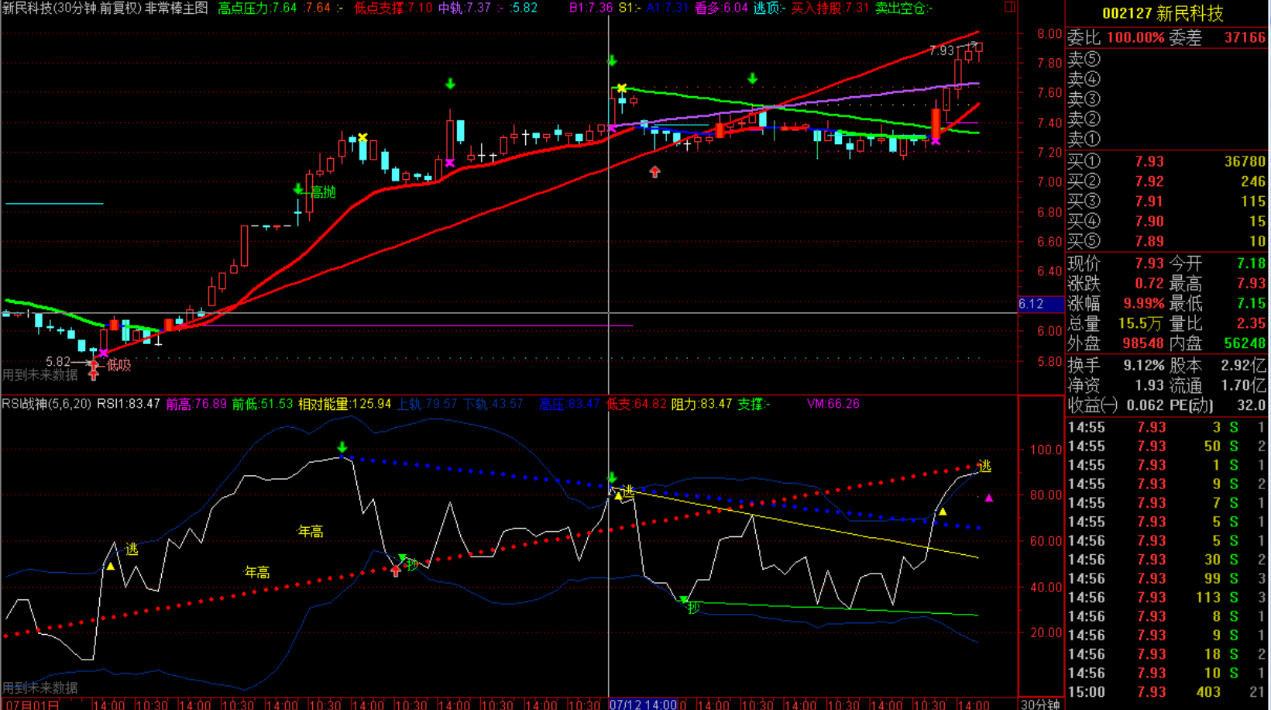 新民科技(30分钟 前复权) 非常棒主图 高点压力:7.64 :7.64 :- 低点支撑:7.10 中轨:7.37 :- :5.82 B1:7.36 S1:- A1:7.31 看多:6.04 逃顶:- 买入持股:7.31 卖出空仓:-
8.00
7.93
7.80
7.60
7.40
7.20
7.00
高抛
6.80
6.60
6.40
6.12
6.00
5.82
5.80
低吸
用到未来数据
RSI战神(5,6,20) RSI1:83.47 前高:76.89 前低:51.53 相对能量:125.94 上轨:79.57 下轨:43.57 高压:83.47 低支:64.82 阻力:83.47 支撑:- VM:66.26
100.0
逃
逃
80.00
年高
逃
60.00
抄
年高
40.00
抄
20.00
用到未来数据
07月01日 14:00 10:30 14:00 10:30 14:00 10:30 14:00 10:30 14:00 10:30 14:00 10:30 07/12 14:00 14:00 10:30 14:00 10:30 14:00 10:30 14:00 30分钟
002127 新民科技
委比 100.00% 委差 37166
卖⑤
卖④
卖③
卖②
卖①
买① 7.93 36780
买② 7.92 246
买③ 7.91 115
买④ 7.90 15
买⑤ 7.89 10
现价 7.93 今开 7.18
涨跌 0.72 最高 7.93
涨幅 9.99% 最低 7.15
总量 15.5万 量比 2.35
外盘 98548 内盘 56248
换手 9.12% 股本 2.92亿
净资 1.93 流通 1.70亿
收益(一) 0.062 PE(动) 32.0
14:55 7.93 3 S 1
14:55 7.93 50 S 2
14:55 7.93 1 S 1
14:55 7.93 9 S 2
14:55 7.93 7 S 1
14:55 7.93 5 S 1
14:56 7.93 5 S 1
14:56 7.93 30 S 2
14:56 7.93 99 S 3
14:56 7.93 113 S 3
14:56 7.93 8 S 1
14:56 7.93 9 S 1
14:56 7.93 18 S 2
14:56 7.93 10 S 1
15:00 7.93 403 21